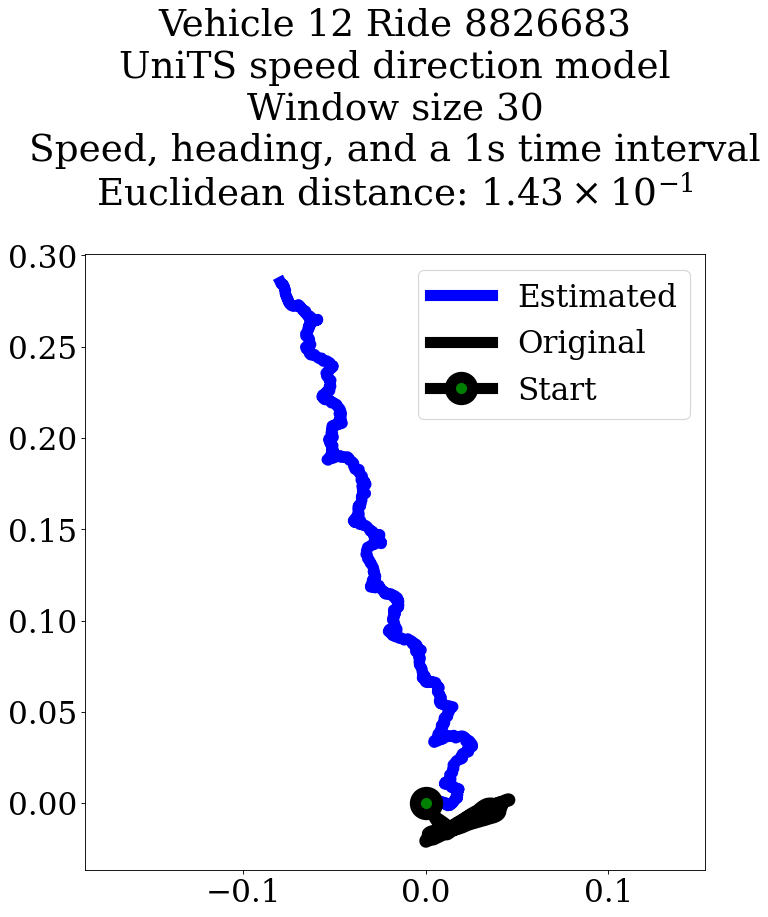 Vehicle 12 Ride 8826683
UniTS speed direction model
Window size 30
Speed, heading, and a 1s time interval
Euclidean distance: 1.43 × 10⁻¹
0.30
0.25
0.20
0.15
0.10
0.05
0.00
Estimated
Original
Start
−0.1
0.0
0.1